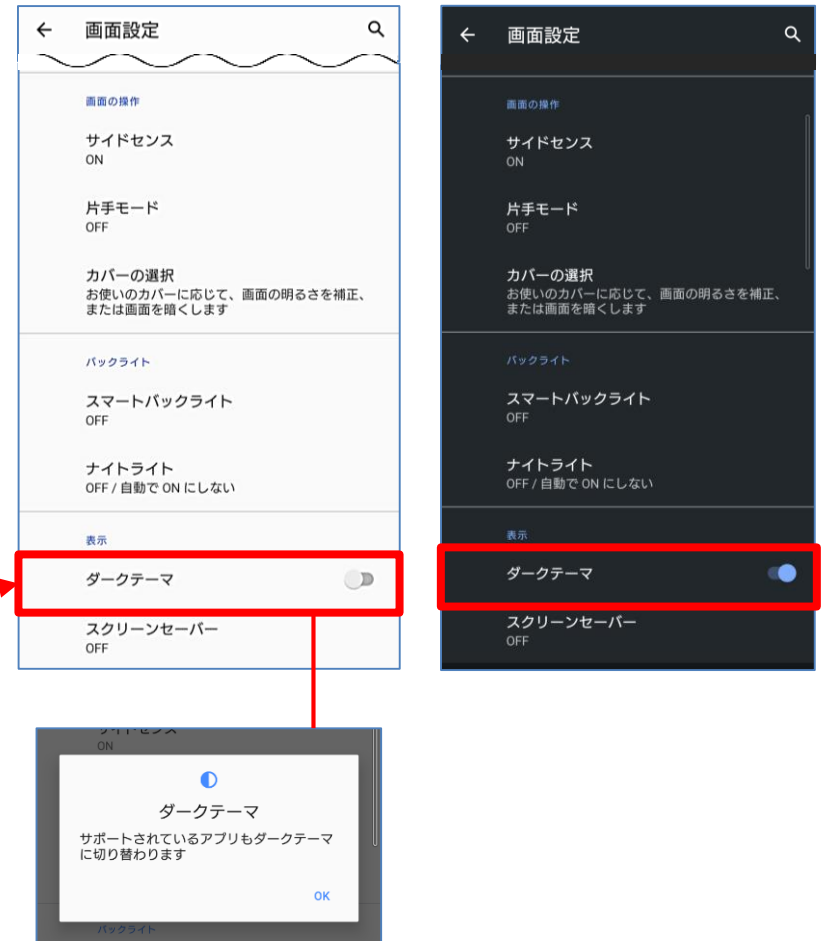 画面設定
画面の操作
サイドセンス
ON
片手モード
OFF
カバーの選択
お使いのカバーに応じて、画面の明るさを補正、
または画面を暗くします
バックライト
スマートバックライト
OFF
ナイトライト
OFF / 自動で ON にしない
表示
ダークテーマ
スクリーンセーバー
OFF
画面設定
画面の操作
サイドセンス
ON
片手モード
OFF
カバーの選択
お使いのカバーに応じて、画面の明るさを補正、
または画面を暗くします
バックライト
スマートバックライト
OFF
ナイトライト
OFF / 自動で ON にしない
表示
ダークテーマ
スクリーンセーバー
OFF
サイドセンス
ON
ダークテーマ
サポートされているアプリもダークテーマ
に切り替わります
OK
バックライト